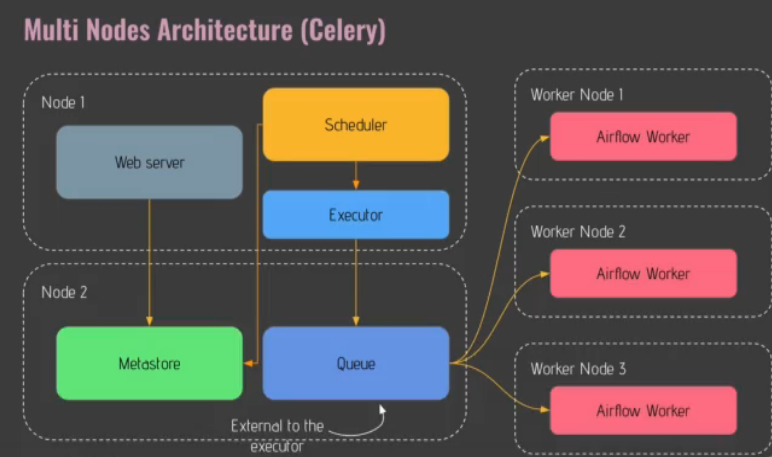 Multi Nodes Architecture (Celery)
Node 1
Web server
Scheduler
Executor
Node 2
Metastore
Queue
External to the
executor
Worker Node 1
Airflow Worker
Worker Node 2
Airflow Worker
Worker Node 3
Airflow Worker